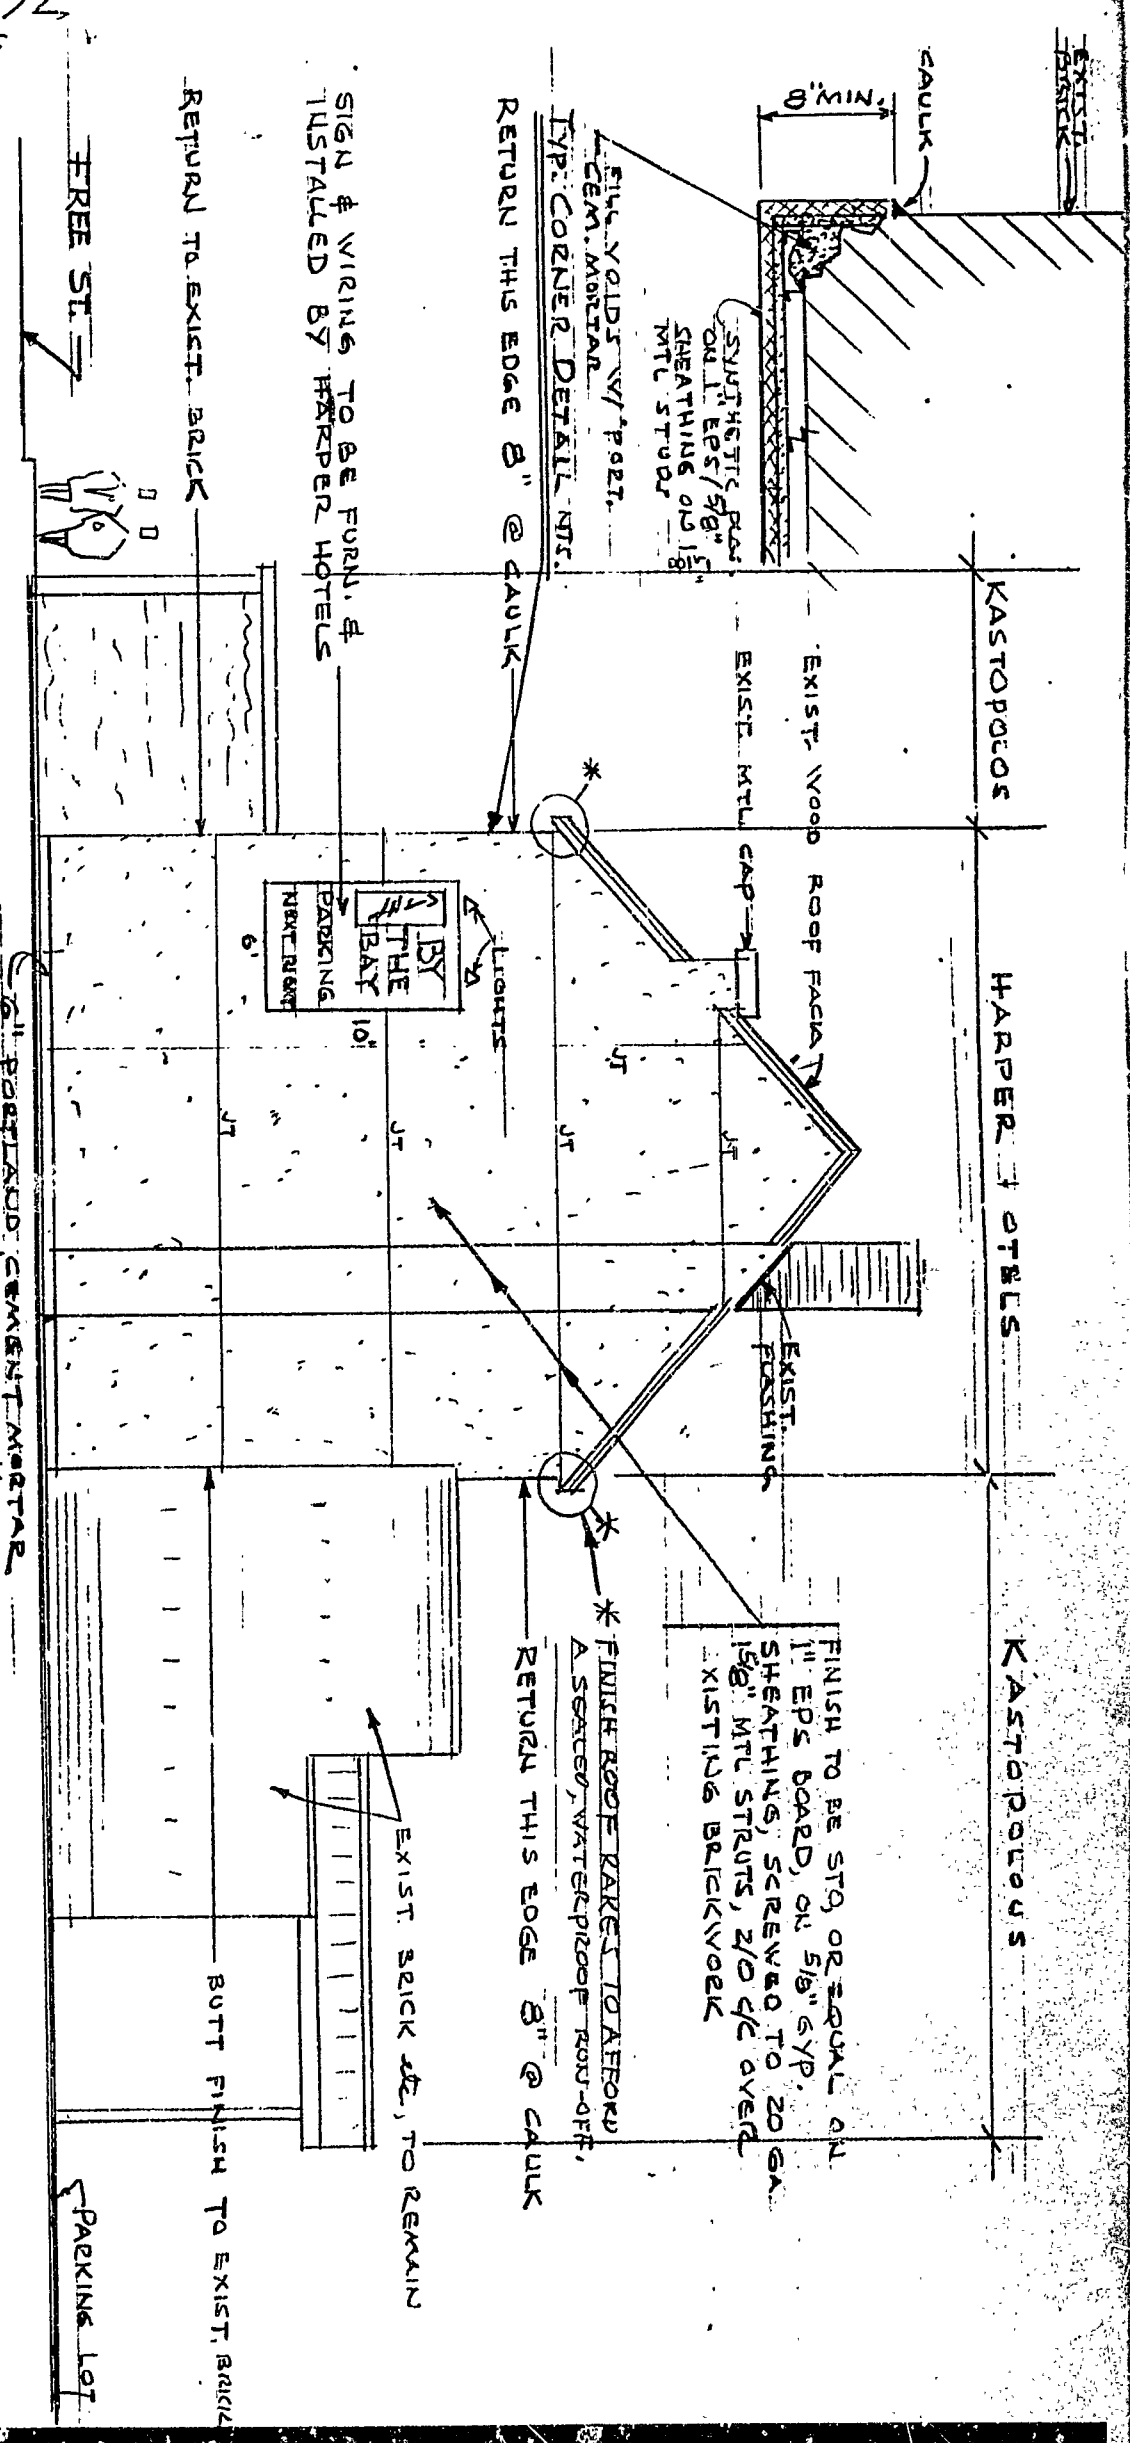 EXIST.
BRICK
CAULK
8" MIN.
FILL VOIDS W/ PORT.
CEM. MORTAR
SYNTHETIC
ON 1" EPS/5/8"
SHEATHING ON 1 5/8"
MTL STUDS
TYP. CORNER DETAIL NTS.
RETURN THIS EDGE 8" @ CAULK
SIGN & WIRING TO BE FURN. &
INSTALLED BY HARPER HOTELS
RETURN TO EXIST. BRICK
FREE ST.
KASTOPOLOS
HARPER HOTELS
KASTOPOLOUS
EXIST. WOOD ROOF FACIA
EXIST. MTL. CAP
*
LIGHTS
BY
THE
BAY
PARKING
NEXT RIGHT
6'
10'
JT
JT
JT
JT
JT
EXIST.
FLASHING
*
FINISH TO BE STO, OR EQUAL ON
1" EPS BOARD, ON 5/8" GYP.
SHEATHING, SCREWED TO 20 GA.
1 5/8" MTL STRUTS, 2/0 c/c OVER
EXISTING BRICKWORK
* FINISH ROOF RAKES TO AFFORD
A SEALED, WATERPROOF RUN-OFF.
RETURN THIS EDGE 8" @ CAULK
EXIST. BRICK etc, TO REMAIN
BUTT FINISH TO EXIST. BRICK
PARKING LOT
6" PORTLAND CEMENT MORTAR